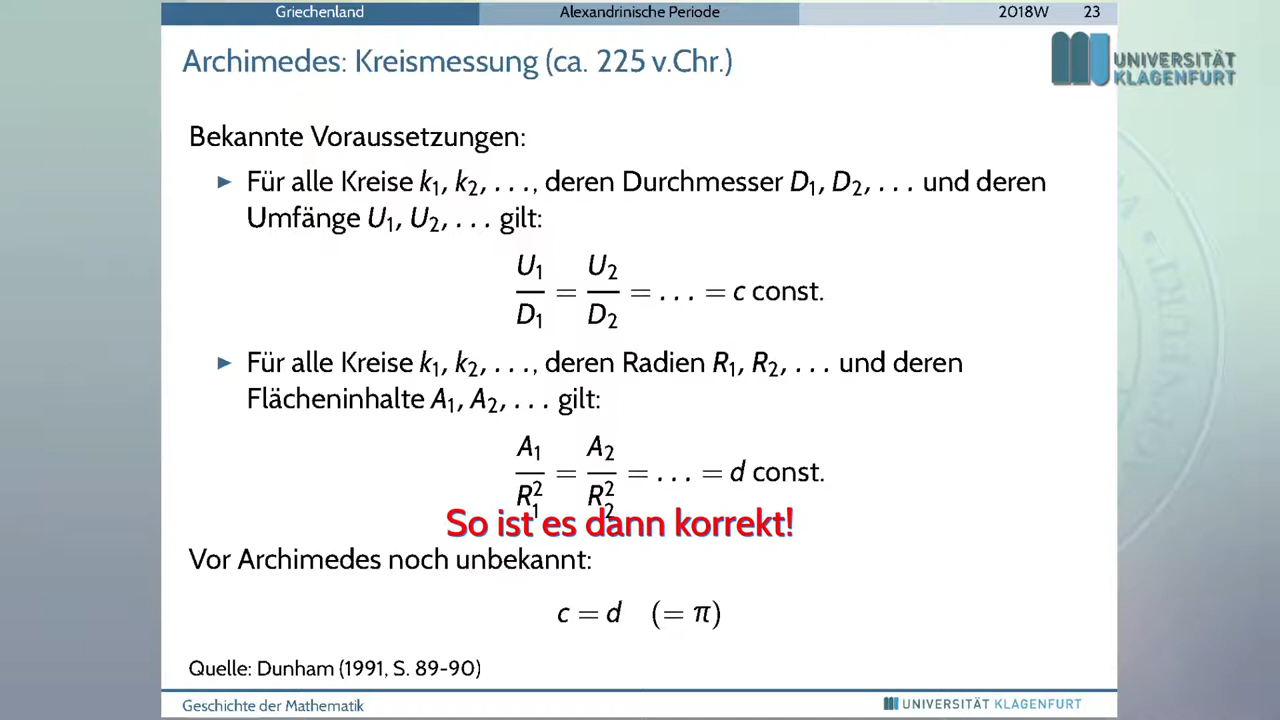 Griechenland Alexandrinische Periode 2018W 23
Archimedes: Kreismessung (ca. 225 v.Chr.)
UNIVERSITÄT
KLAGENFURT
Bekannte Voraussetzungen:
▶ Für alle Kreise k₁, k₂, ..., deren Durchmesser D₁, D₂, ... und deren
Umfänge U₁, U₂, ... gilt:
U₁/D₁ = U₂/D₂ = ... = c const.
▶ Für alle Kreise k₁, k₂, ..., deren Radien R₁, R₂, ... und deren
Flächeninhalte A₁, A₂, ... gilt:
A₁/R₁² = A₂/R₂² = ... = d const.
So ist es dann korrekt!
Vor Archimedes noch unbekannt:
c = d (= π)
Quelle: Dunham (1991, S. 89-90)
Geschichte der Mathematik UNIVERSITÄT KLAGENFURT